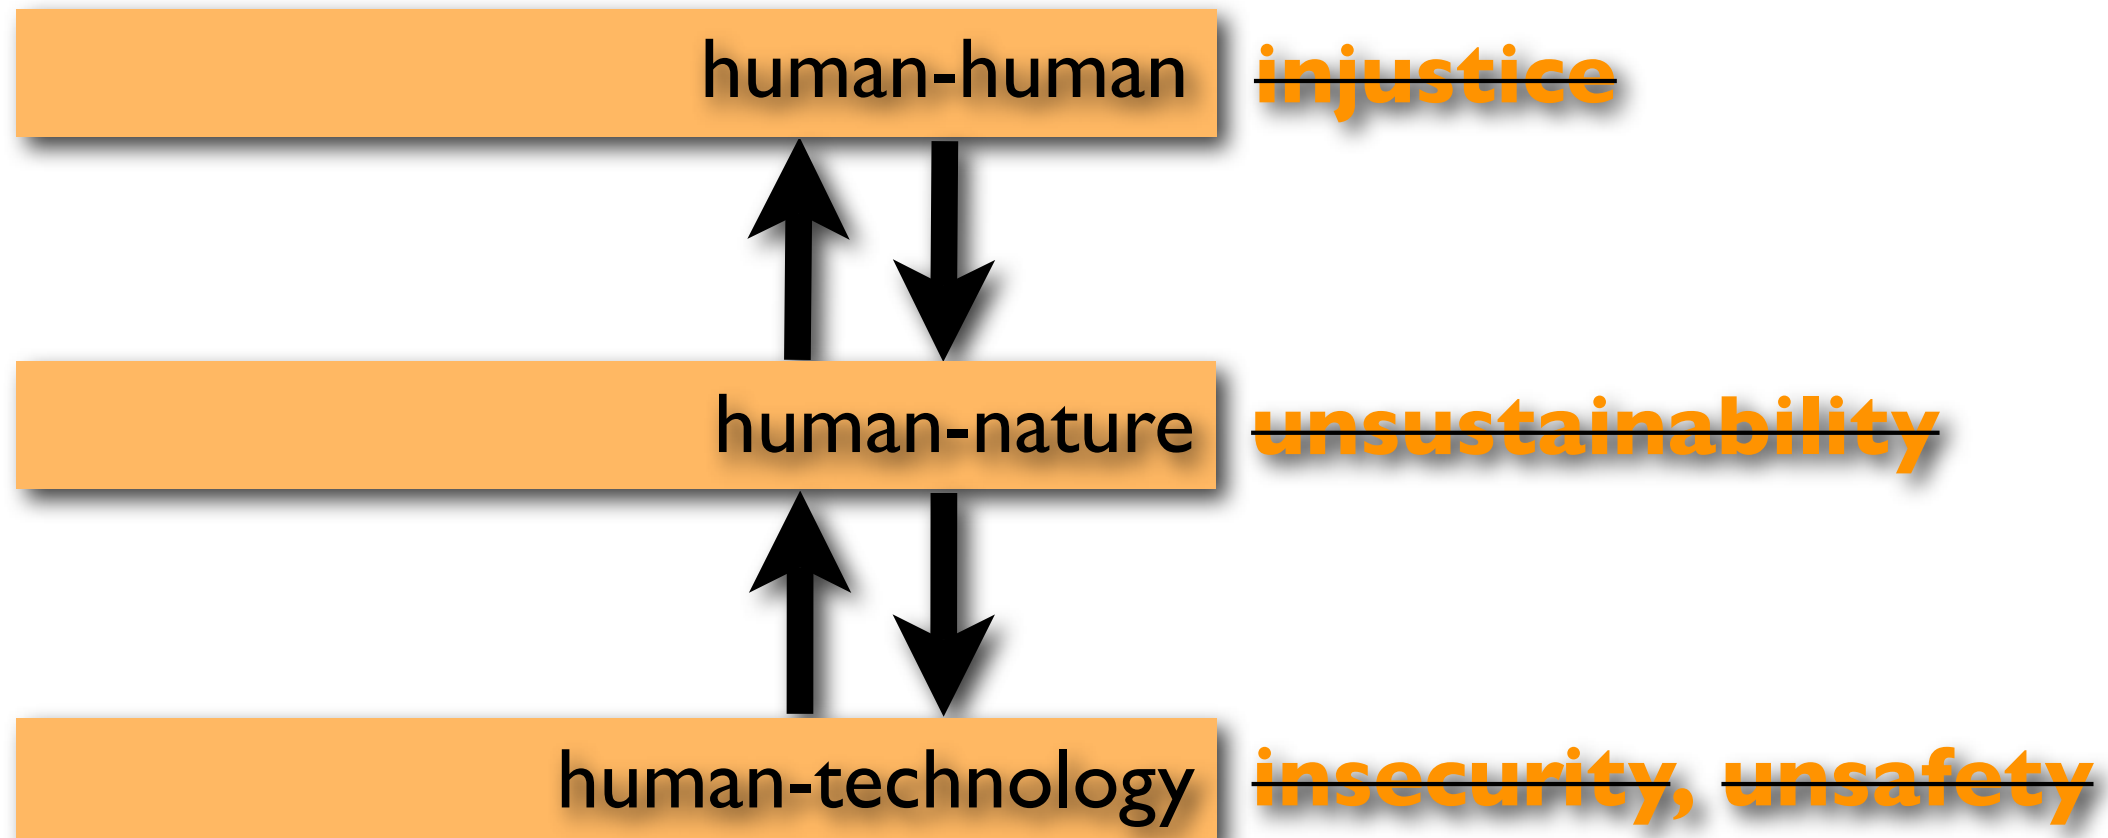 human-human injustice
human-nature unsustainability
human-technology insecurity, unsafety